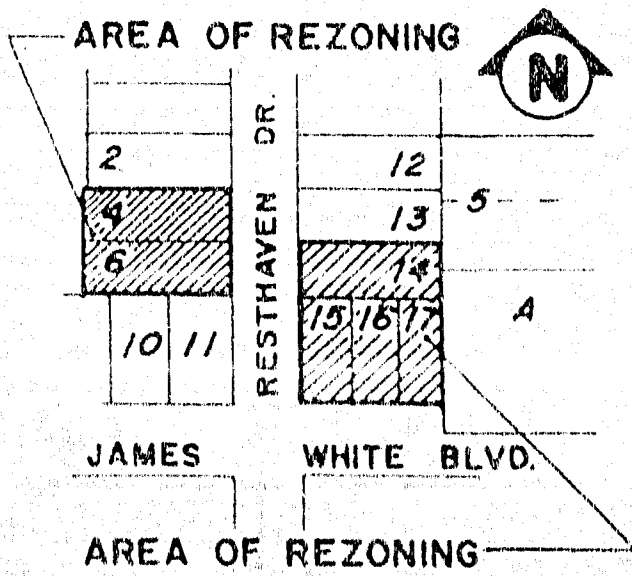 AREA OF REZONING
N
RESTHAVEN DR.
2
4
6
10 11
12
13
14
15 16 17
5
A
JAMES WHITE BLVD.
AREA OF REZONING